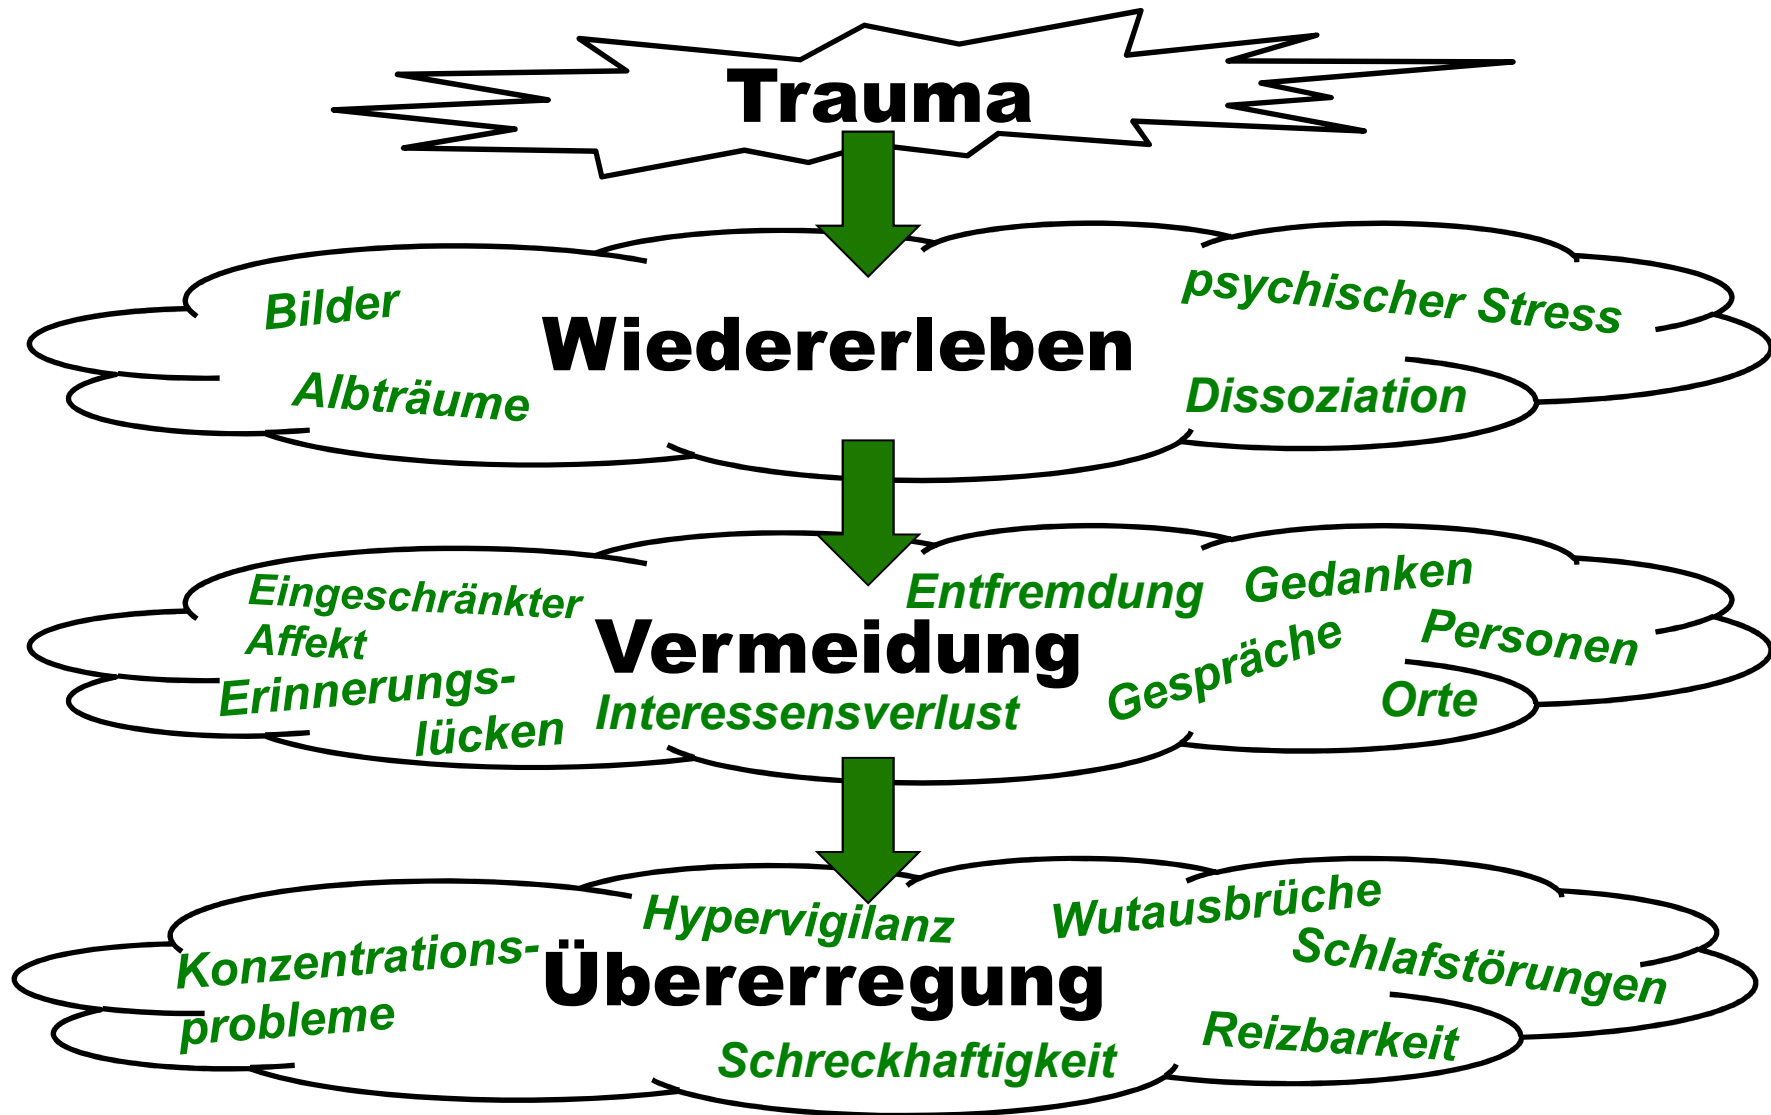 Trauma
Bilder
psychischer Stress
Wiedererleben
Albträume
Dissoziation
Eingeschränkter
Affekt
Entfremdung
Gedanken
Vermeidung
Gespräche
Personen
Erinnerungs-
lücken
Interessensverlust
Orte
Hypervigilanz
Wutausbrüche
Konzentrations-
probleme
Übererregung
Schlafstörungen
Schreckhaftigkeit
Reizbarkeit